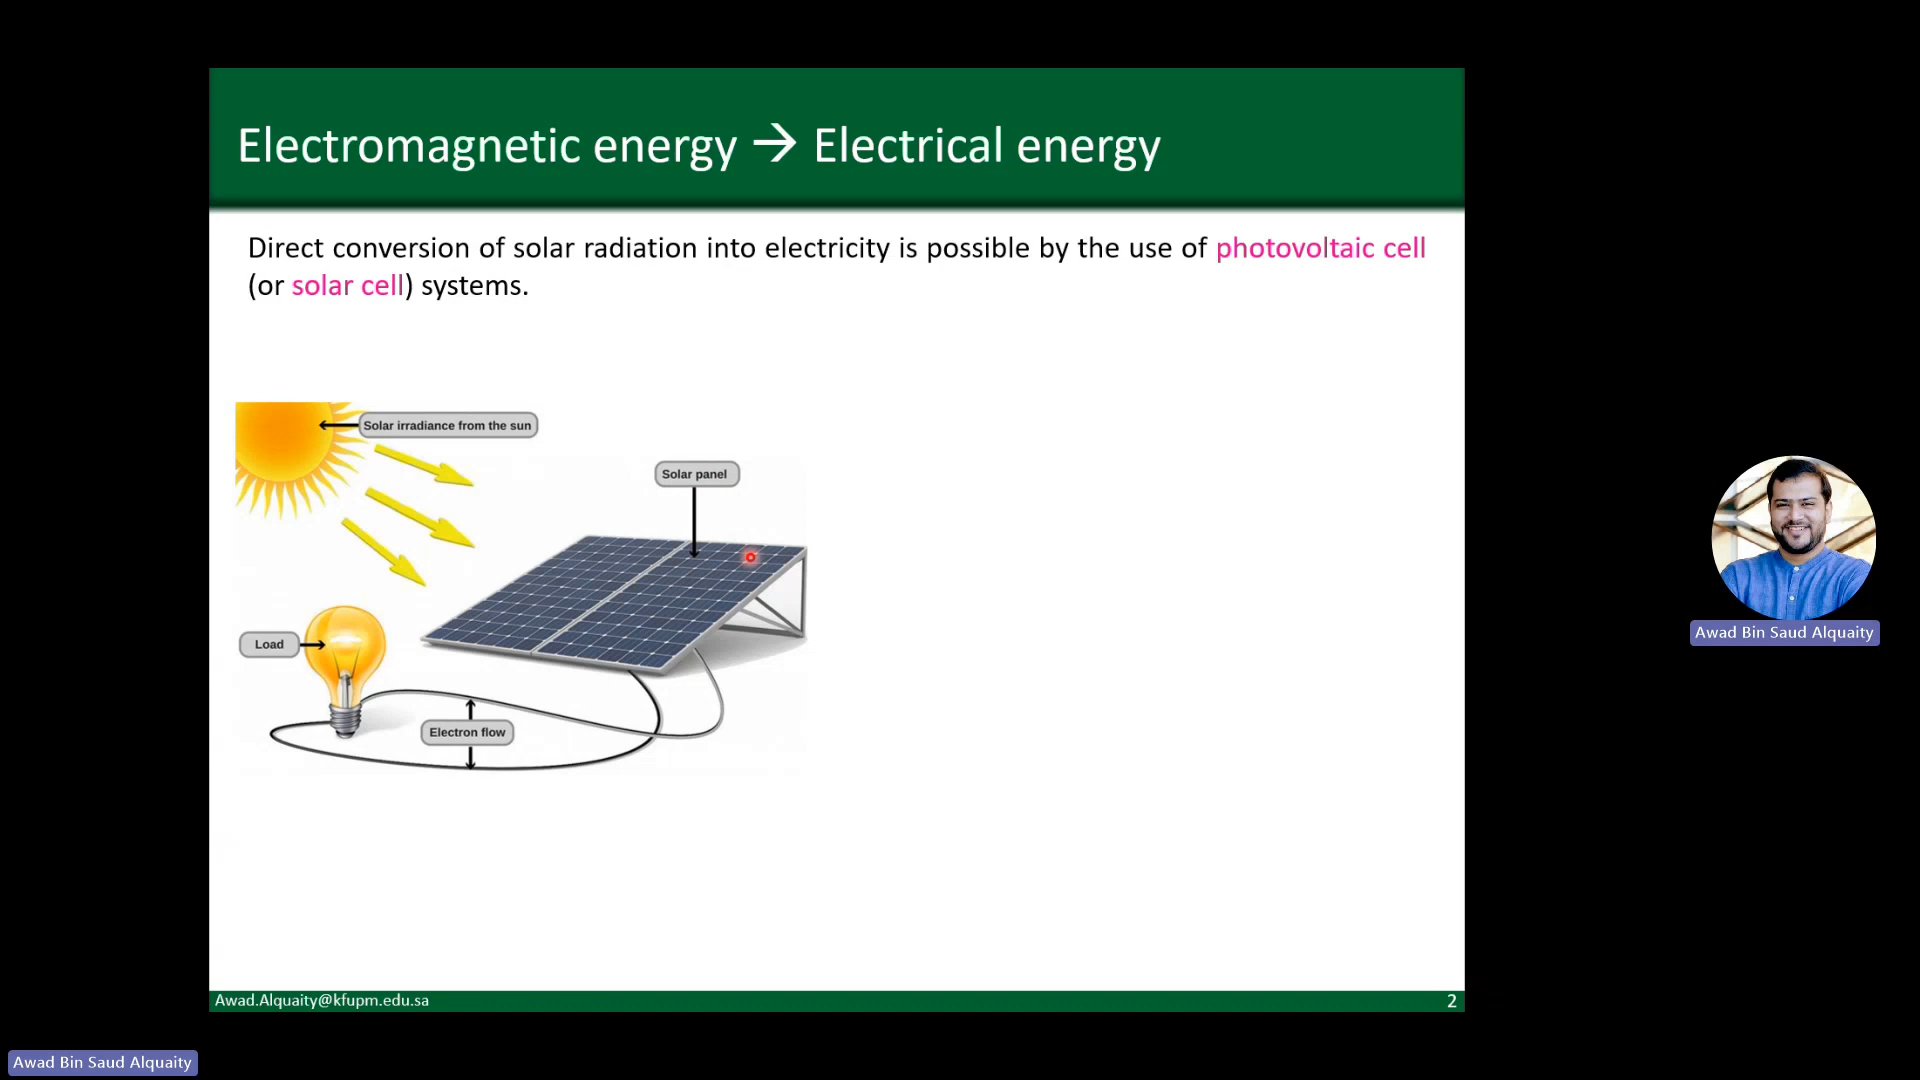 Electromagnetic energy → Electrical energy
Direct conversion of solar radiation into electricity is possible by the use of photovoltaic cell
(or solar cell) systems.
Solar irradiance from the sun
Solar panel
Load
Electron flow
Awad Bin Saud Alquaity
Awad.Alquaity@kfupm.edu.sa
2
Awad Bin Saud Alquaity